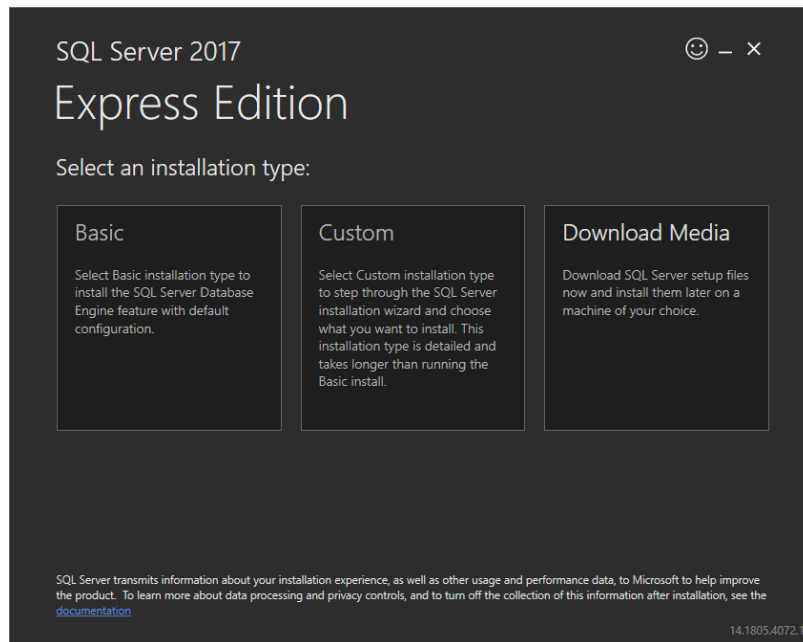 SQL Server 2017
Express Edition
Select an installation type:
Basic
Select Basic installation type to
install the SQL Server Database
Engine feature with default
configuration.
Custom
Select Custom installation type
to step through the SQL Server
installation wizard and choose
what you want to install. This
installation type is detailed and
takes longer than running the
Basic install.
Download Media
Download SQL Server setup files
now and install them later on a
machine of your choice.
SQL Server transmits information about your installation experience, as well as other usage and performance data, to Microsoft to help improve
the product. To learn more about data processing and privacy controls, and to turn off the collection of this information after installation, see the
documentation
14.1805.4072.1